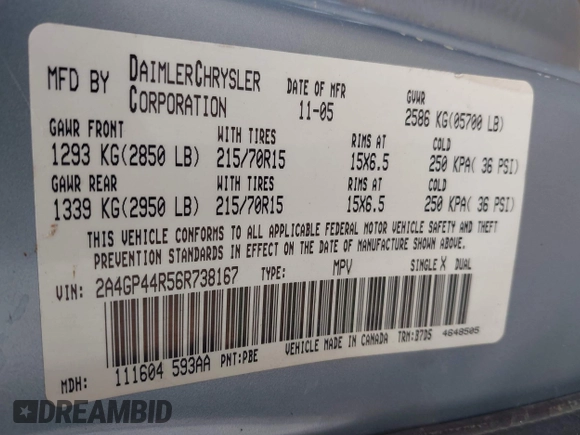 MFD BY DAIMLERCHRYSLER CORPORATION DATE OF MFR 11-05 GVWR 2586 KG(05700 LB)
GAWR FRONT WITH TIRES RIMS AT COLD
1293 KG(2850 LB) 215/70R15 15X6.5 250 KPA( 36 PSI)
GAWR REAR WITH TIRES RIMS AT COLD
1339 KG(2950 LB) 215/70R15 15X6.5 250 KPA( 36 PSI)
THIS VEHICLE CONFORMS TO ALL APPLICABLE FEDERAL MOTOR VEHICLE SAFETY AND THEFT
PREVENTION STANDARDS IN EFFECT ON THE DATE OF MANUFACTURE SHOWN ABOVE.
VIN: 2A4GP44R56R738167 TYPE: MPV SINGLE X DUAL
MDH: 111604 593AA PNT:PBE VEHICLE MADE IN CANADA TRN:B7DS 4648505
DREAMBID